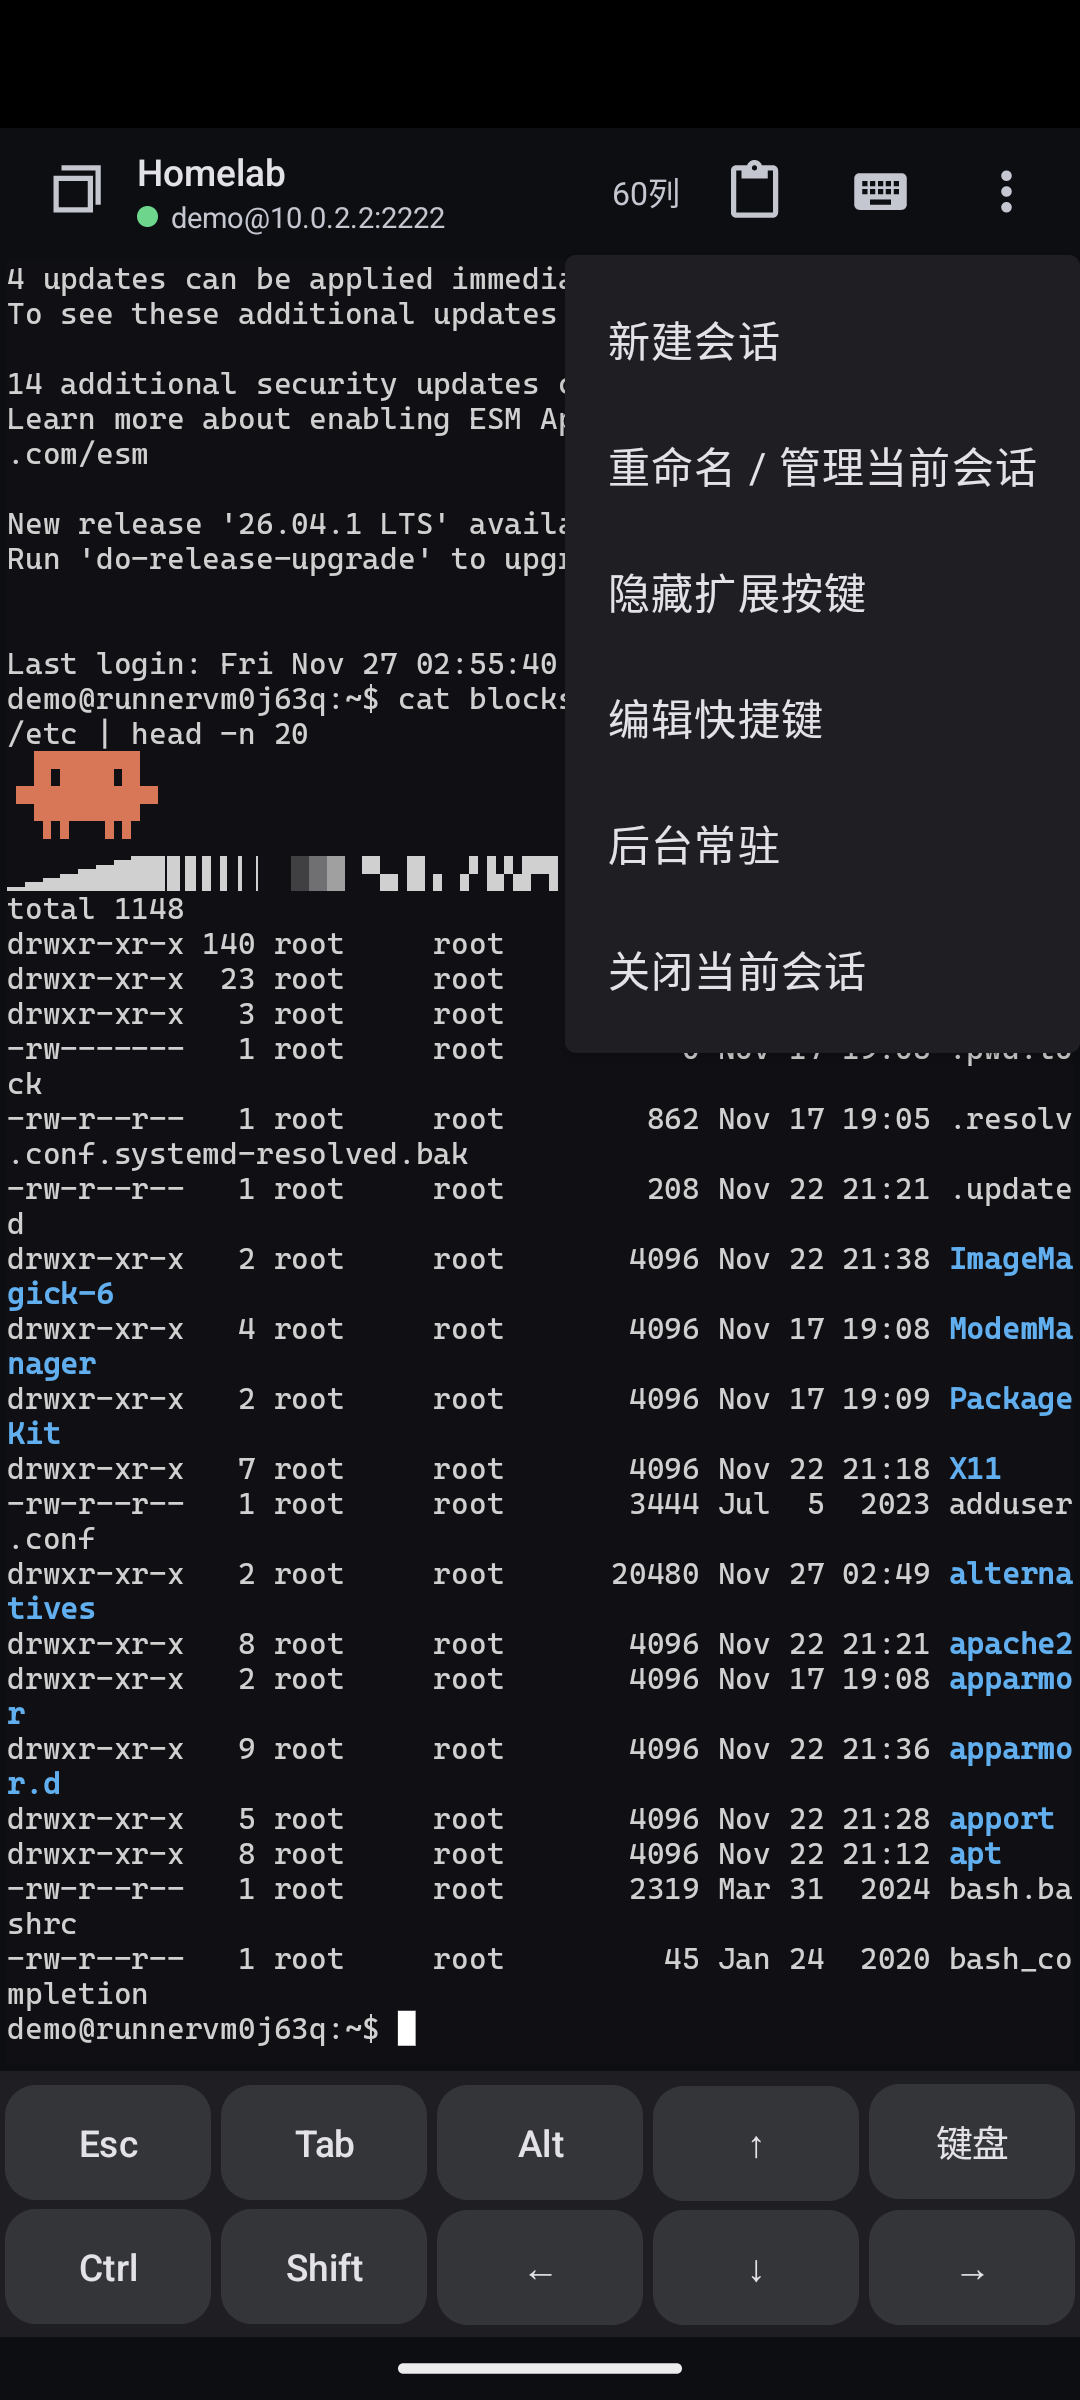 Homelab
demo@10.0.2.2:2222
60列
新建会话
重命名 / 管理当前会话
隐藏扩展按键
编辑快捷键
后台常驻
关闭当前会话
4 updates can be applied
To see these additional updates
14 additional security updates
Learn more about enabling ESM
.com/esm
New release '26.04.1 LTS'
Run 'do-release-upgrade' to
Last login: Fri Nov 27 02:55:40
demo@runnervm0j63q:~$ cat
/etc | head -n 20
total 1148
drwxr-xr-x 140 root     root
drwxr-xr-x  23 root     root
drwxr-xr-x   3 root     root
-rw-------   1 root     root
ck
-rw-r--r--   1 root     root        862 Nov 17 19:05 .resolv
.conf.systemd-resolved.bak
-rw-r--r--   1 root     root        208 Nov 22 21:21 .update
d
drwxr-xr-x   2 root     root       4096 Nov 22 21:38 ImageMa
gick-6
drwxr-xr-x   4 root     root       4096 Nov 17 19:08 ModemMa
nager
drwxr-xr-x   2 root     root       4096 Nov 17 19:09 Package
Kit
drwxr-xr-x   7 root     root       4096 Nov 22 21:18 X11
-rw-r--r--   1 root     root       3444 Jul  5  2023 adduser
.conf
drwxr-xr-x   2 root     root      20480 Nov 27 02:49 alterna
tives
drwxr-xr-x   8 root     root       4096 Nov 22 21:21 apache2
drwxr-xr-x   2 root     root       4096 Nov 17 19:08 apparmo
r
drwxr-xr-x   9 root     root       4096 Nov 22 21:36 apparmo
r.d
drwxr-xr-x   5 root     root       4096 Nov 22 21:28 apport
drwxr-xr-x   8 root     root       4096 Nov 22 21:12 apt
-rw-r--r--   1 root     root       2319 Mar 31  2024 bash.ba
shrc
-rw-r--r--   1 root     root         45 Jan 24  2020 bash_co
mpletion
demo@runnervm0j63q:~$
Esc Tab Alt ↑ 键盘
Ctrl Shift ← ↓ →